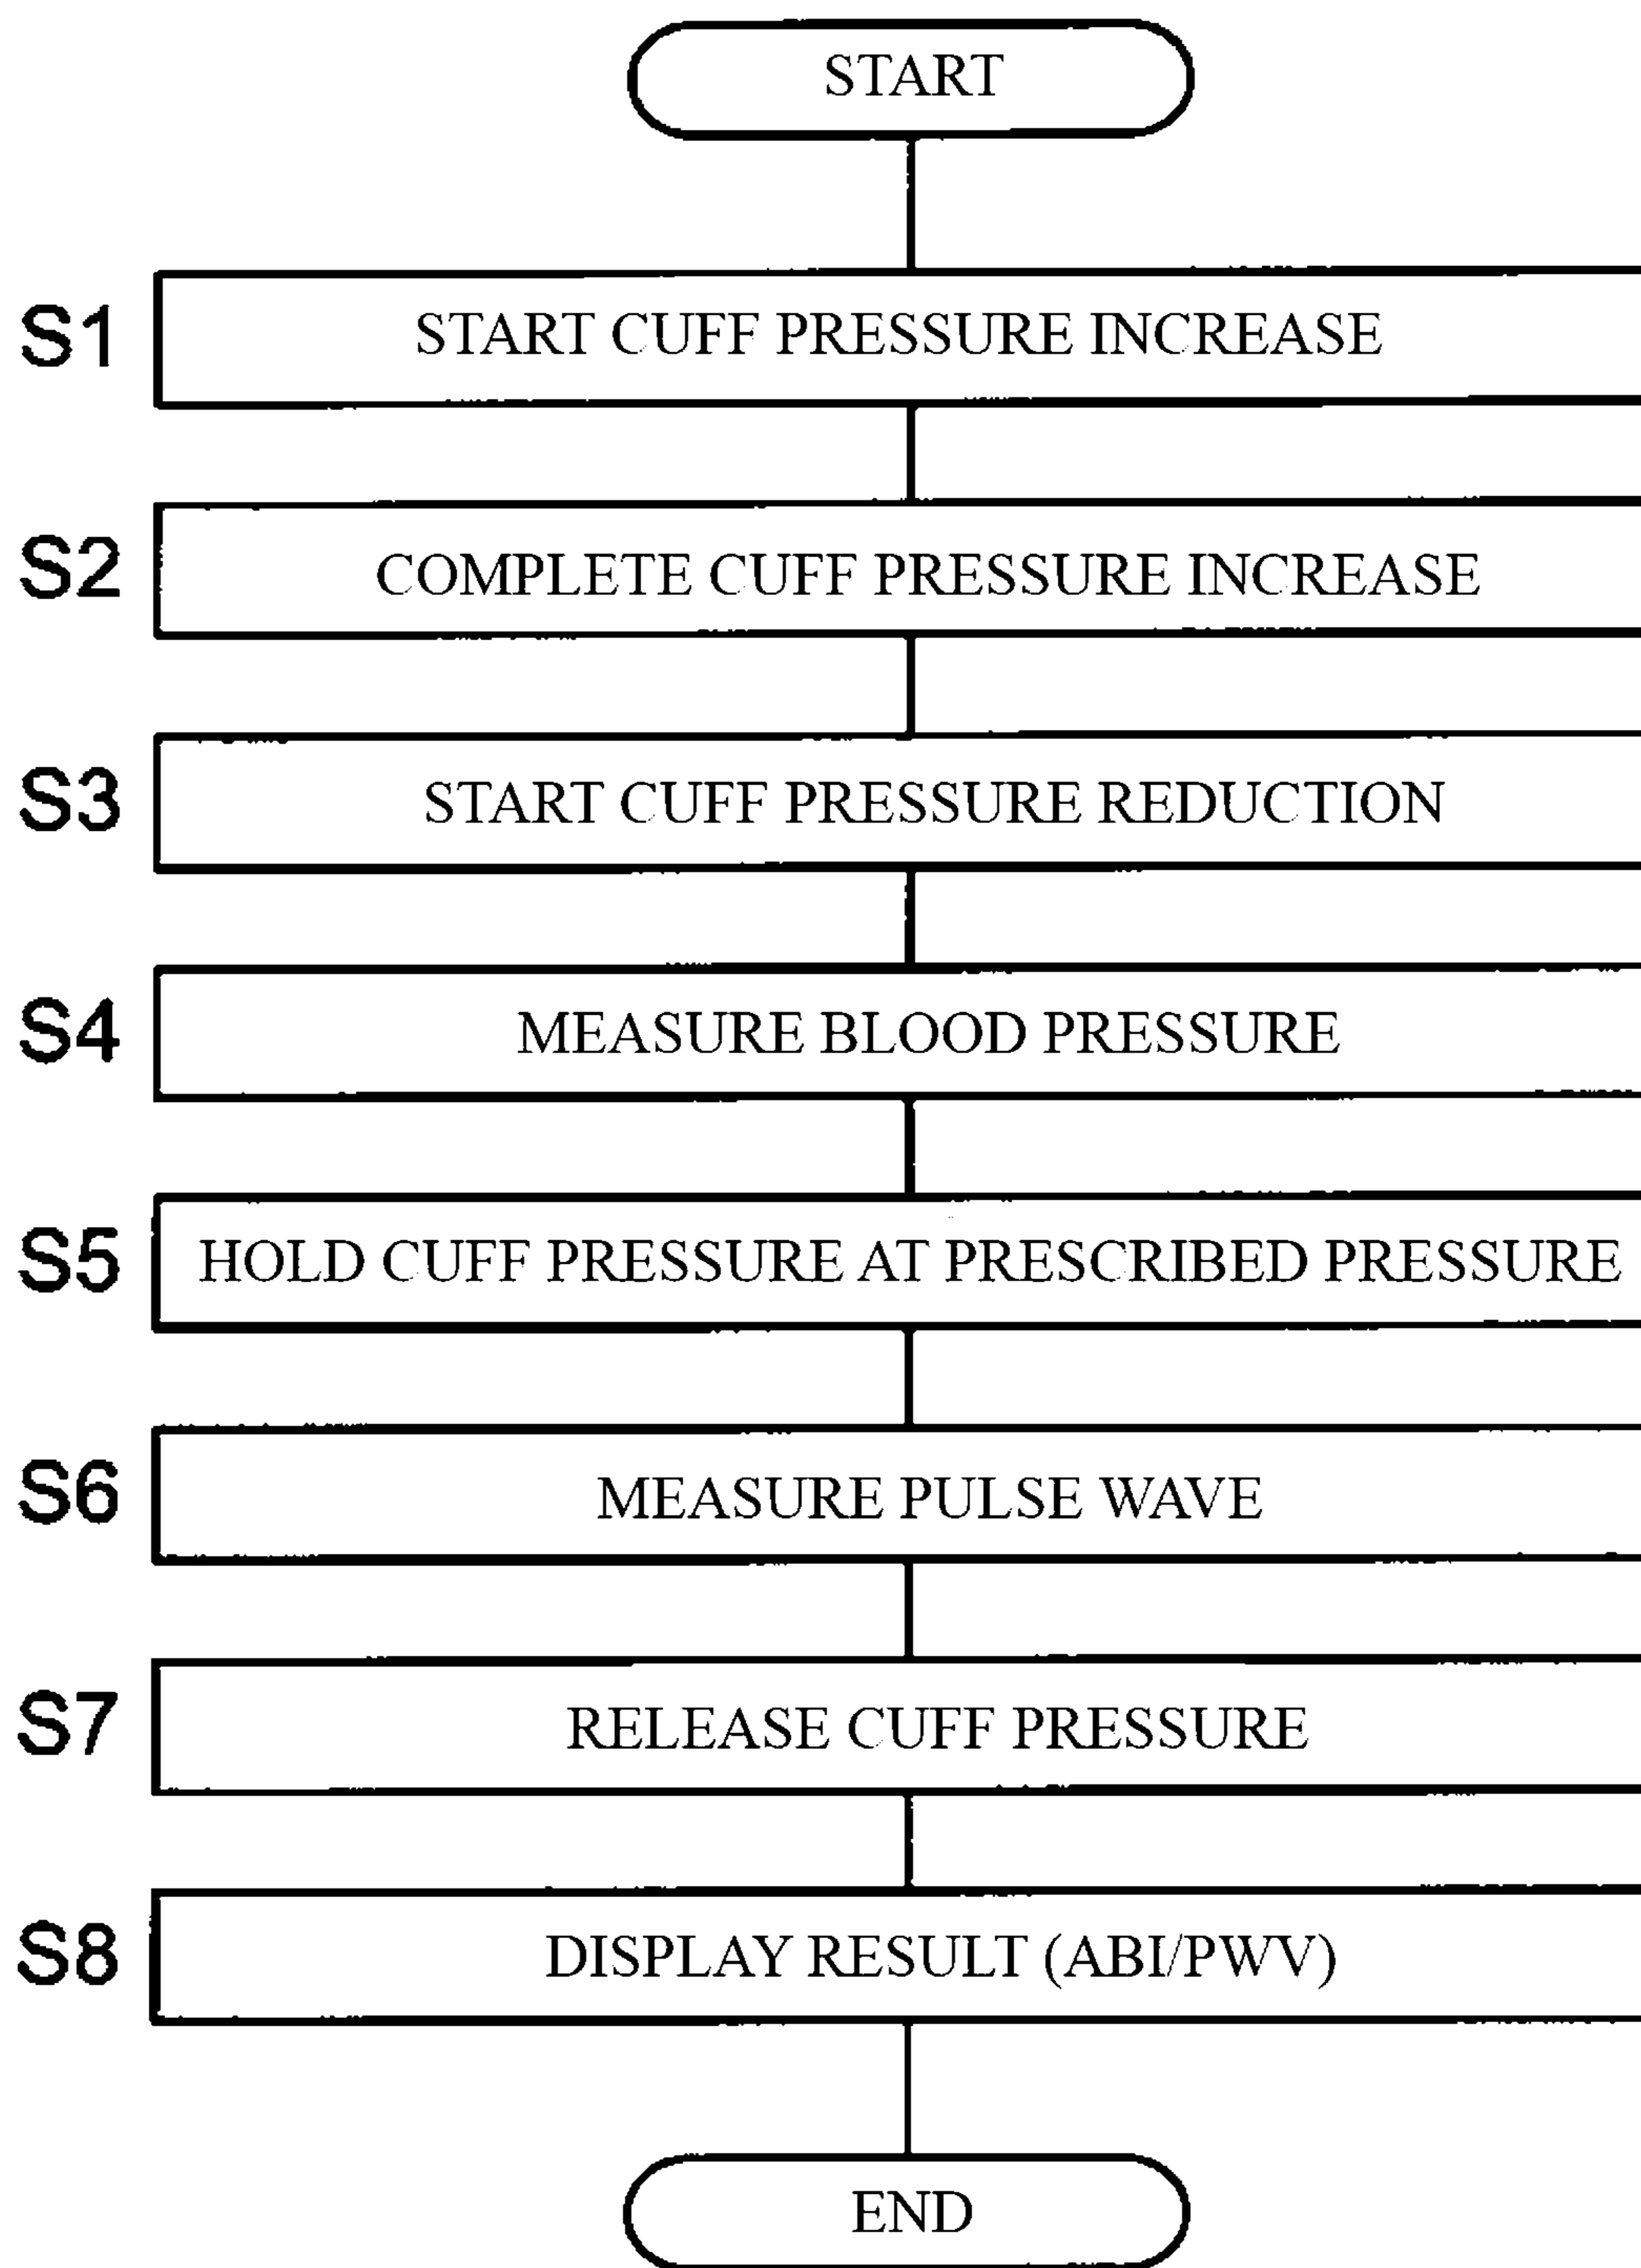 START
S1 START CUFF PRESSURE INCREASE
S2 COMPLETE CUFF PRESSURE INCREASE
S3 START CUFF PRESSURE REDUCTION
S4 MEASURE BLOOD PRESSURE
S5 HOLD CUFF PRESSURE AT PRESCRIBED PRESSURE
S6 MEASURE PULSE WAVE
S7 RELEASE CUFF PRESSURE
S8 DISPLAY RESULT (ABI/PWV)
END